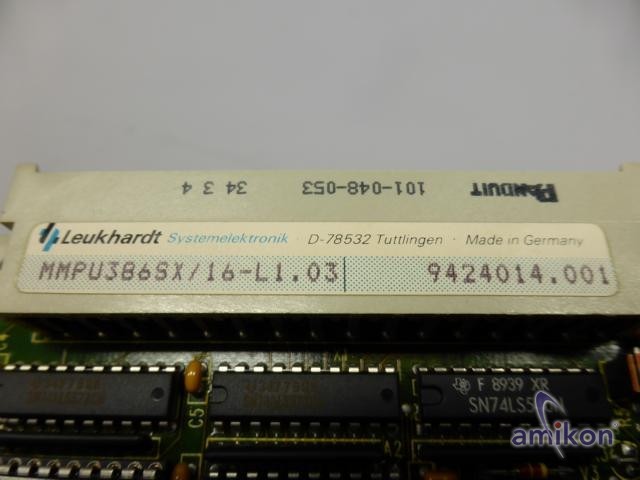 PANDUIT 101-048-053 34 3 4
Leukhardt Systemelektronik · D-78532 Tuttlingen · Made in Germany
MMPU386SX/16-L1.03 9424014.001
F 8939 XR
C5
A2
V3
amikon